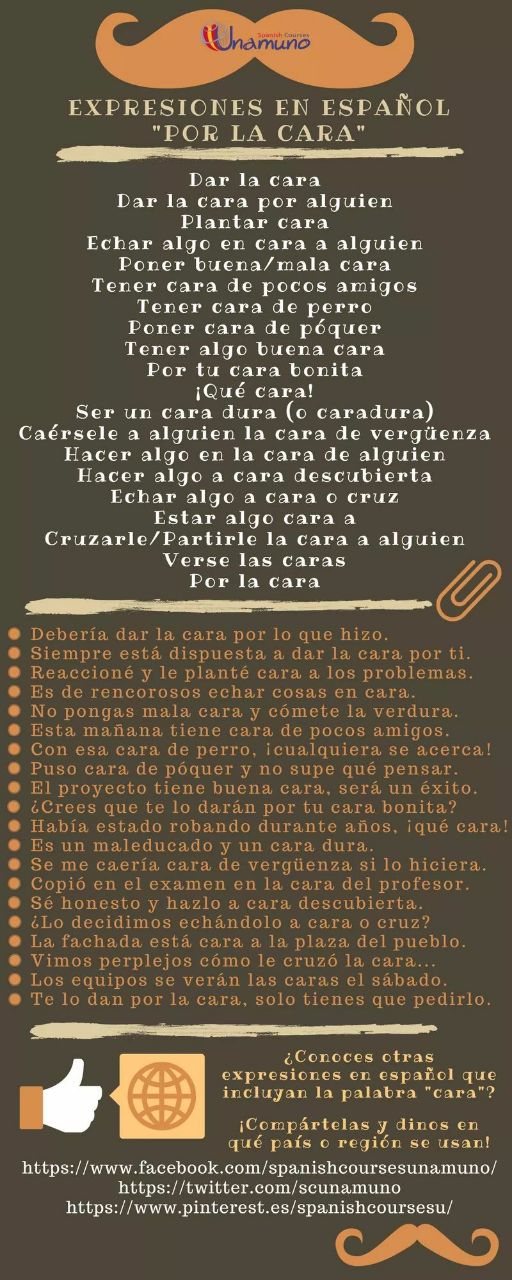 Spanish Courses
Unamuno
EXPRESIONES EN ESPAÑOL
"POR LA CARA"
Dar la cara
Dar la cara por alguien
Plantar cara
Echar algo en cara a alguien
Poner buena/mala cara
Tener cara de pocos amigos
Tener cara de perro
Poner cara de póquer
Tener algo buena cara
Por tu cara bonita
¡Qué cara!
Ser un cara dura (o caradura)
Caérsele a alguien la cara de vergüenza
Hacer algo en la cara de alguien
Hacer algo a cara descubierta
Echar algo a cara o cruz
Estar algo cara a
Cruzarle/Partirle la cara a alguien
Verse las caras
Por la cara
Debería dar la cara por lo que hizo.
Siempre está dispuesta a dar la cara por ti.
Reaccioné y le planté cara a los problemas.
Es de rencorosos echar cosas en cara.
No pongas mala cara y cómete la verdura.
Esta mañana tiene cara de pocos amigos.
Con esa cara de perro, ¡cualquiera se acerca!
Puso cara de póquer y no supe qué pensar.
El proyecto tiene buena cara, será un éxito.
¿Crees que te lo darán por tu cara bonita?
Había estado robando durante años, ¡qué cara!
Es un maleducado y un cara dura.
Se me caería cara de vergüenza si lo hiciera.
Copió en el examen en la cara del profesor.
Sé honesto y hazlo a cara descubierta.
¿Lo decidimos echándolo a cara o cruz?
La fachada está cara a la plaza del pueblo.
Vimos perplejos cómo le cruzó la cara...
Los equipos se verán las caras el sábado.
Te lo dan por la cara, solo tienes que pedirlo.
¿Conoces otras
expresiones en español que
incluyan la palabra "cara"?
¡Compártelas y dinos en
qué país o región se usan!
https://www.facebook.com/spanishcoursesunamuno/
https://twitter.com/scunamuno
https://www.pinterest.es/spanishcoursesu/